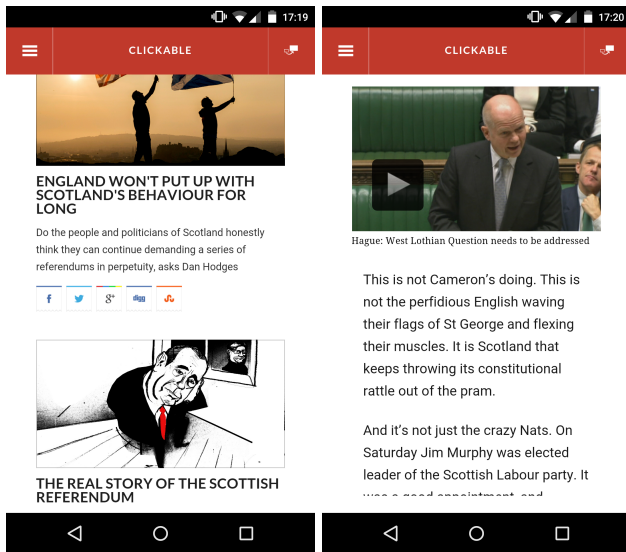 17:19
CLICKABLE
ENGLAND WON'T PUT UP WITH
SCOTLAND'S BEHAVIOUR FOR
LONG
Do the people and politicians of Scotland honestly
think they can continue demanding a series of
referendums in perpetuity, asks Dan Hodges
f
g+
digg
THE REAL STORY OF THE SCOTTISH
REFERENDUM
17:20
CLICKABLE
Hague: West Lothian Question needs to be addressed
This is not Cameron’s doing. This is
not the perfidious English waving
their flags of St George and flexing
their muscles. It is Scotland that
keeps throwing its constitutional
rattle out of the pram.
And it’s not just the crazy Nats. On
Saturday Jim Murphy was elected
leader of the Scottish Labour party. It
was a good appointment, and